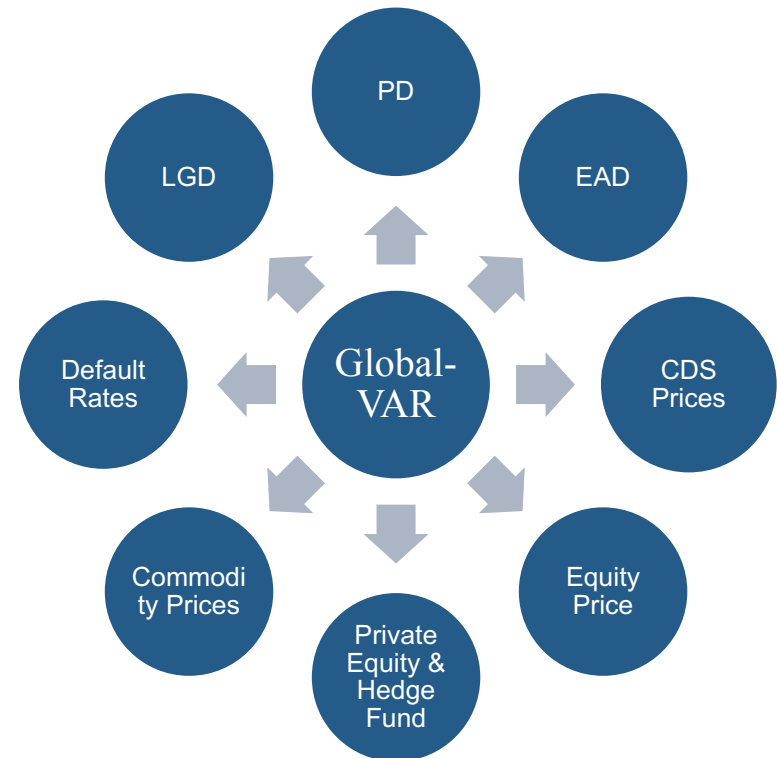 PD
LGD
EAD
Global-
VAR
Default
Rates
CDS
Prices
Commodi
ty Prices
Equity
Price
Private
Equity &
Hedge
Fund